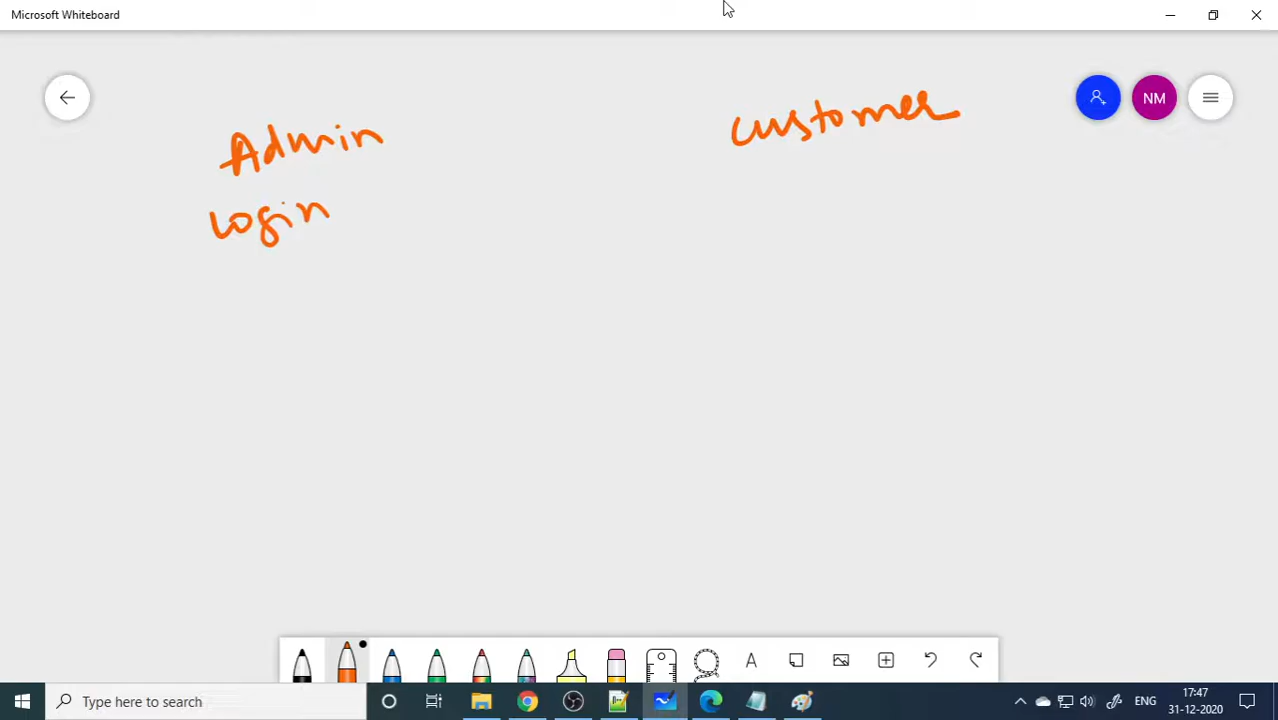 Microsoft Whiteboard
NM
Admin
customer
Login
A
Type here to search
ENG
17:47
31-12-2020